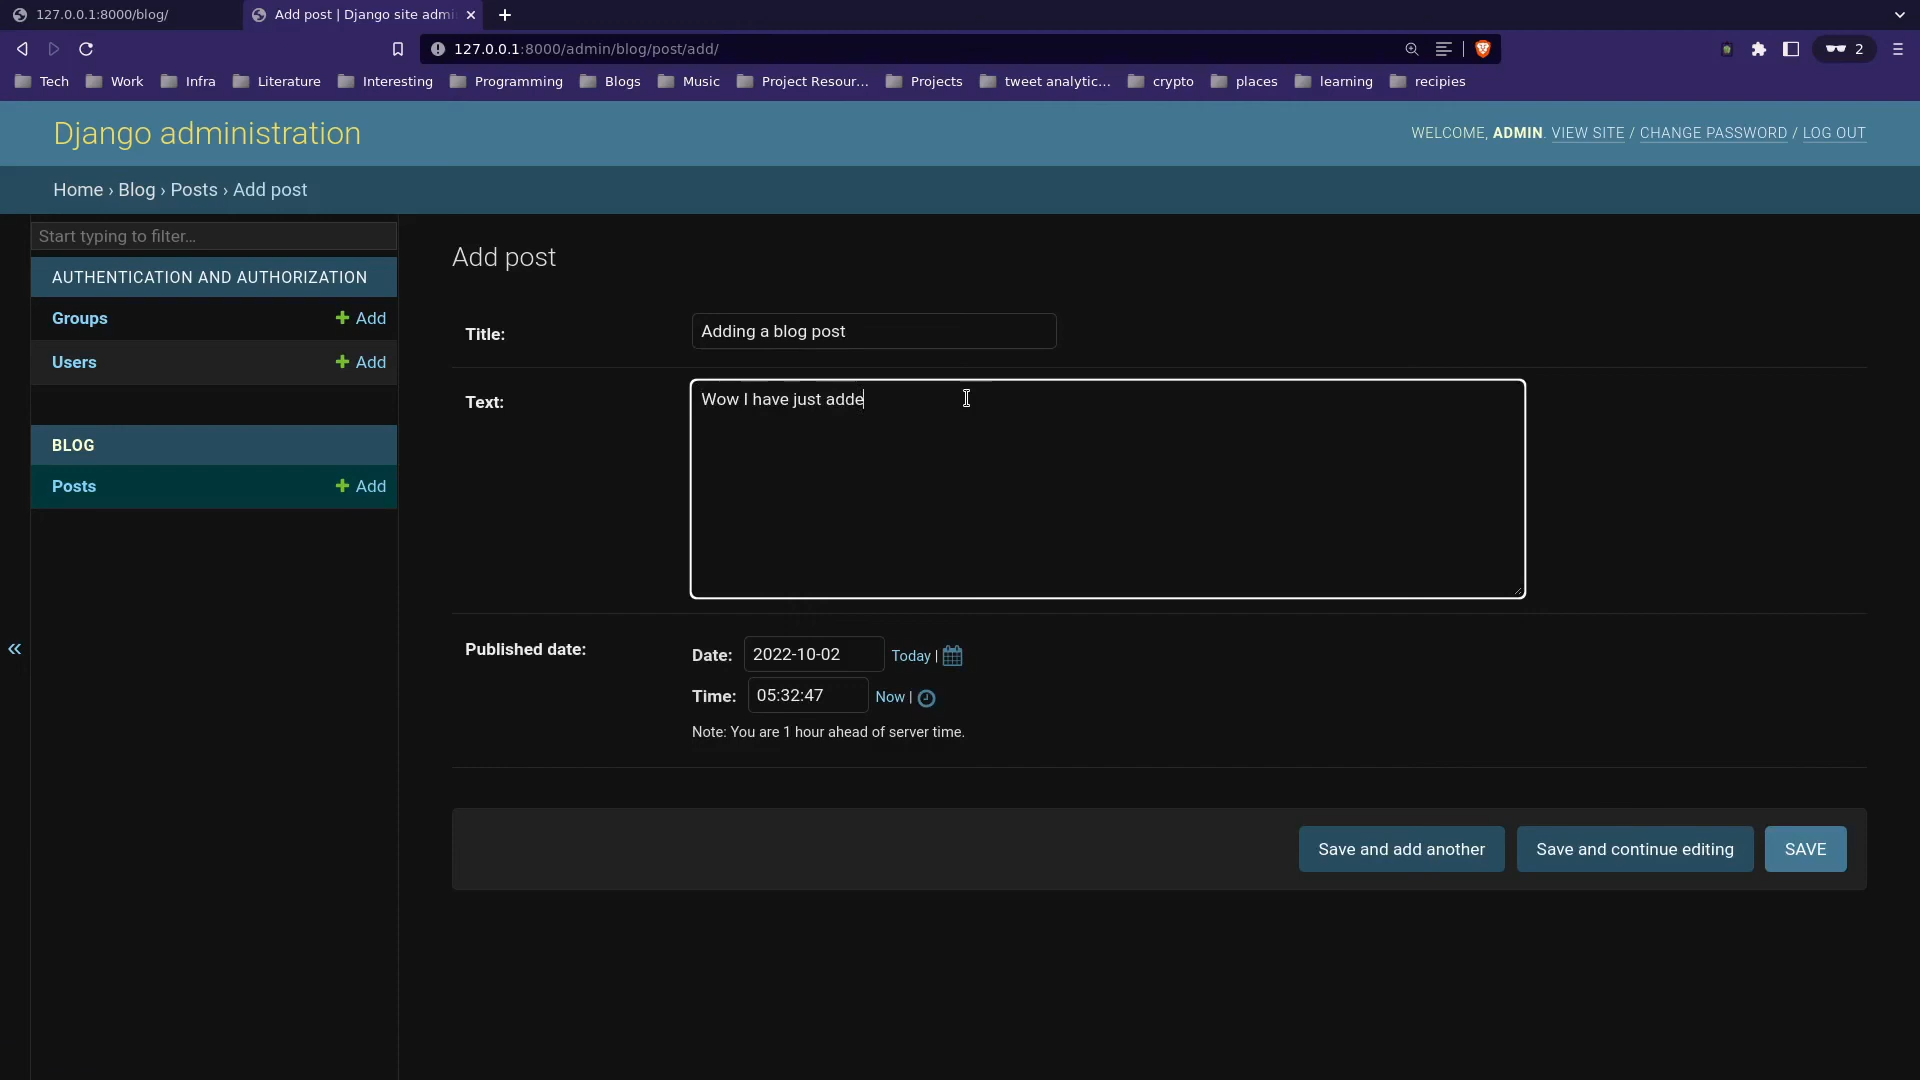 127.0.0.1:8000/blog/
Add post | Django site admi
127.0.0.1:8000/admin/blog/post/add/
2
Tech Work Infra Literature Interesting Programming Blogs Music Project Resour... Projects tweet analytic... crypto places learning recipies
Django administration
WELCOME, ADMIN. VIEW SITE / CHANGE PASSWORD / LOG OUT
Home › Blog › Posts › Add post
Start typing to filter...
AUTHENTICATION AND AUTHORIZATION
Groups + Add
Users + Add
BLOG
Posts + Add
«
Add post
Title: Adding a blog post
Text: Wow I have just adde
Published date:
Date: 2022-10-02 Today |
Time: 05:32:47 Now |
Note: You are 1 hour ahead of server time.
Save and add another Save and continue editing SAVE